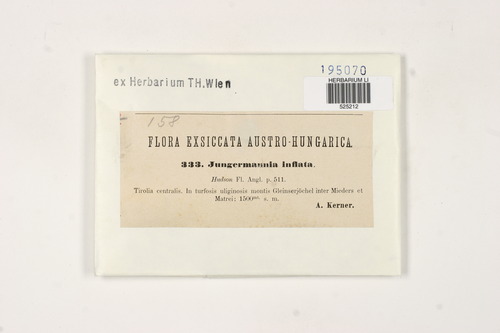 195070
HERBARIUM LI
525212
ex Herbarium TH.Wien
158
FLORA EXSICCATA AUSTRO-HUNGARICA.
333. Jungermannia inflata.
Hudson Fl. Angl. p. 511.
Tirolia centralis. In turfosis uliginosis montis Gleinserjöchel inter Mieders et
Matrei; 1500 s. m.
A. Kerner.